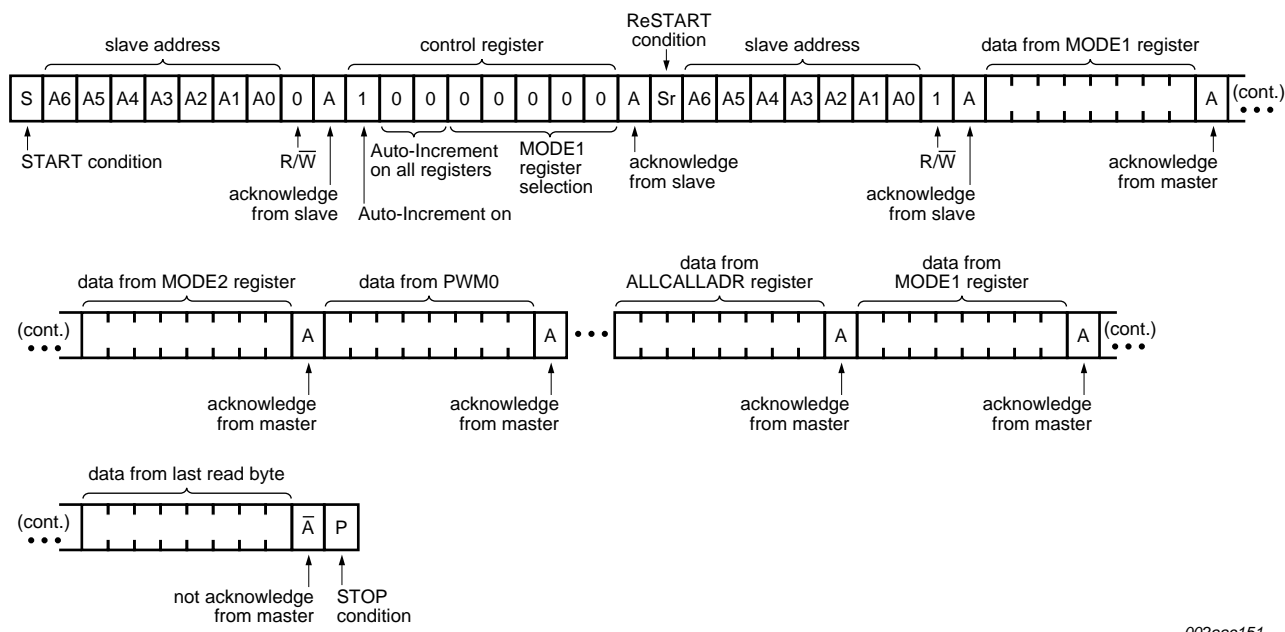 ReSTART
condition
slave address
control register
slave address
data from MODE1 register
S A6 A5 A4 A3 A2 A1 A0 0 A 1 0 0 0 0 0 0 0 A Sr A6 A5 A4 A3 A2 A1 A0 1 A A (cont.)
START condition
R/W̅
acknowledge
from slave
Auto-Increment on
Auto-Increment
on all registers
MODE1
register
selection
acknowledge
from slave
R/W̅
acknowledge
from slave
acknowledge
from master
data from MODE2 register
data from PWM0
data from
ALLCALLADR register
data from
MODE1 register
(cont.) A A A A (cont.)
acknowledge
from master
acknowledge
from master
acknowledge
from master
acknowledge
from master
data from last read byte
(cont.) A̅ P
not acknowledge
from master
STOP
condition
002aac151